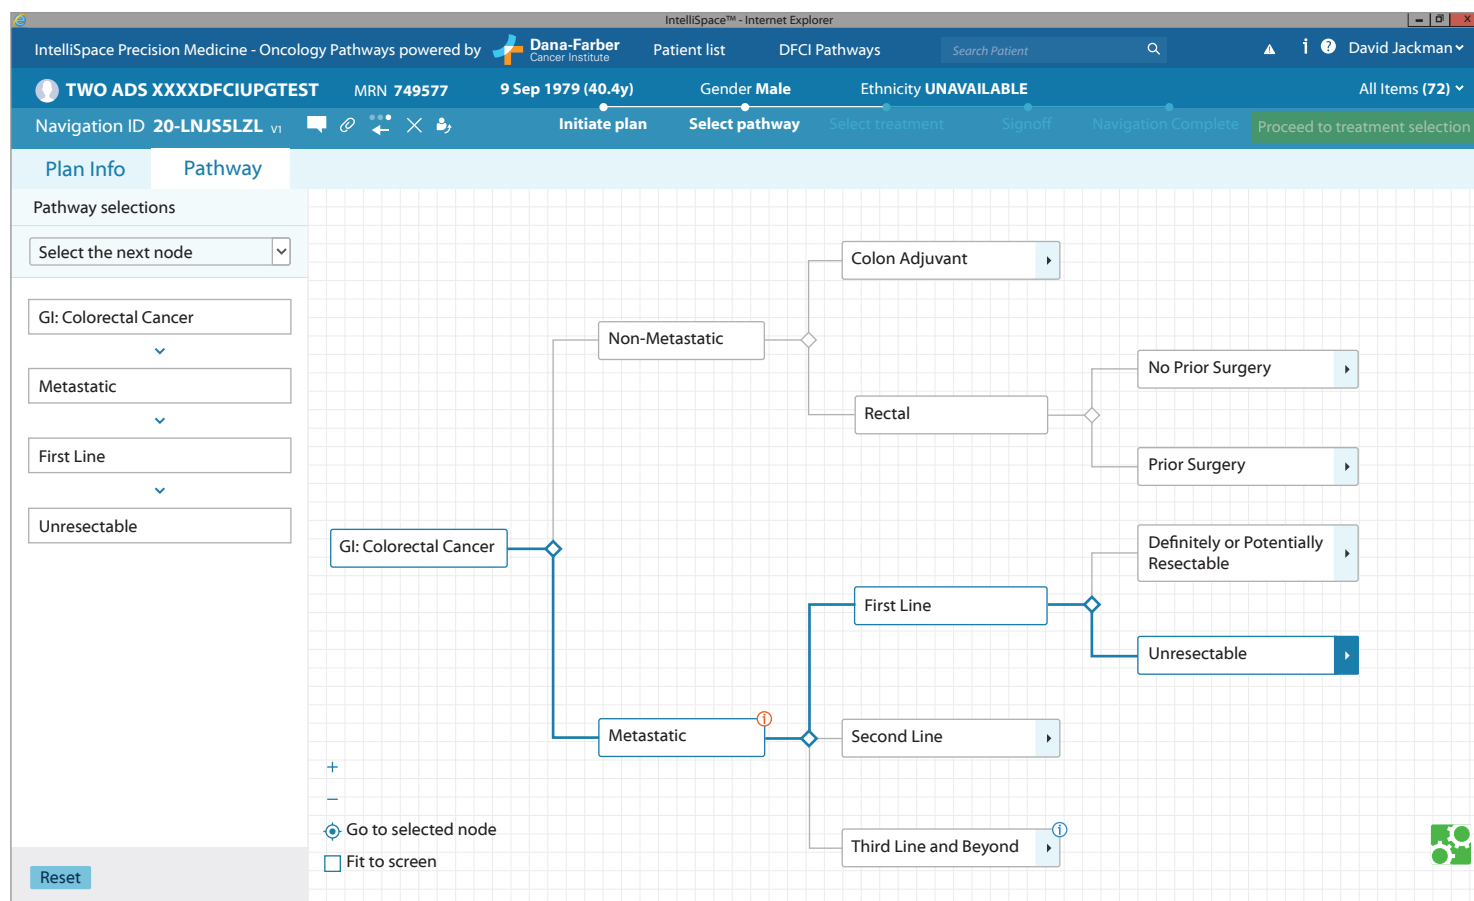 IntelliSpace™ - Internet Explorer
IntelliSpace Precision Medicine - Oncology Pathways powered by Dana-Farber Cancer Institute Patient list DFCI Pathways Search Patient i ? David Jackman
TWO ADS XXXXDFCIUPGTEST MRN 749577 9 Sep 1979 (40.4y) Gender Male Ethnicity UNAVAILABLE All Items (72)
Navigation ID 20-LNJS5LZL V1 Initiate plan Select pathway Select treatment Signoff Navigation Complete Proceed to treatment selection
Plan Info Pathway
Pathway selections
Select the next node
GI: Colorectal Cancer
Metastatic
First Line
Unresectable
Reset
Colon Adjuvant
Non-Metastatic
No Prior Surgery
Rectal
Prior Surgery
GI: Colorectal Cancer
Definitely or Potentially
Resectable
First Line
Unresectable
Metastatic
Second Line
Third Line and Beyond
+
−
Go to selected node
Fit to screen